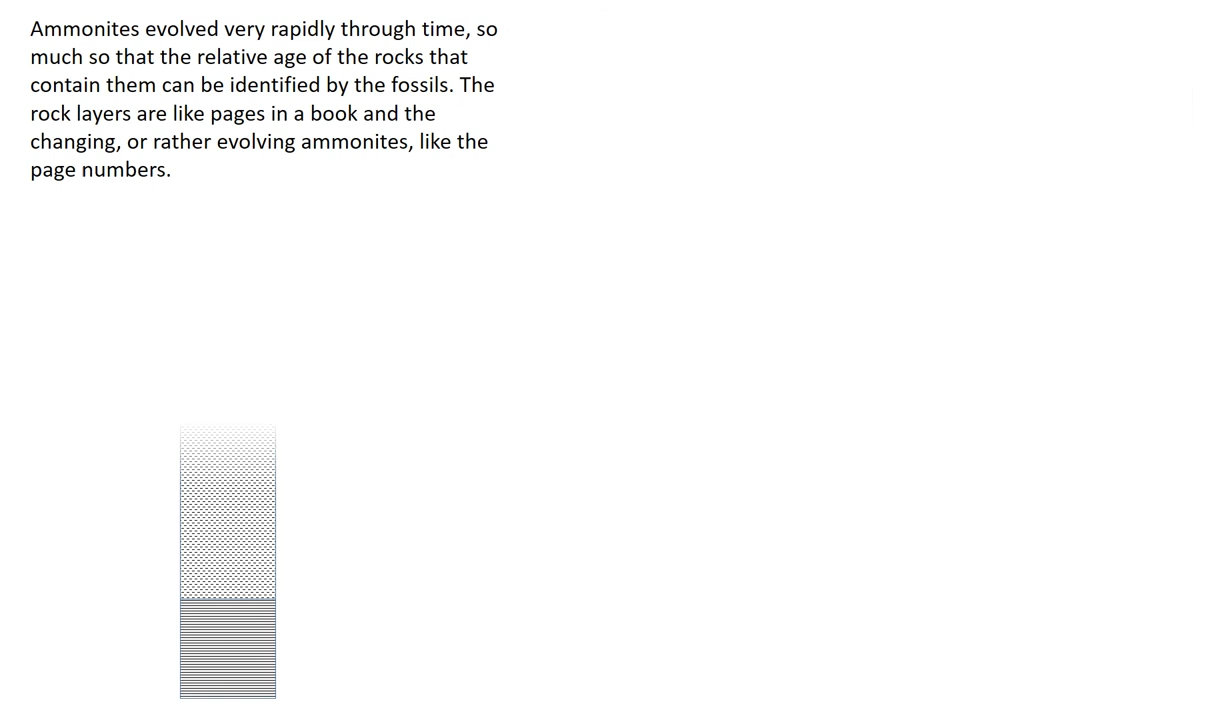 Ammonites evolved very rapidly through time, so
much so that the relative age of the rocks that
contain them can be identified by the fossils. The
rock layers are like pages in a book and the
changing, or rather evolving ammonites, like the
page numbers.